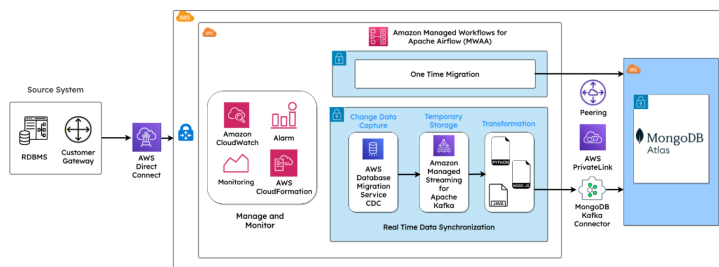 AWS
AWS
Amazon Managed Workflows for
Apache Airflow (MWAA)
One Time Migration
Source System
RDBMS
Customer
Gateway
AWS
Direct
Connect
Amazon
CloudWatch
Alarm
Monitoring
AWS
CloudFormation
Manage and
Monitor
Change Data
Capture
AWS
Database
Migration
Service
CDC
Temporary
Storage
Amazon
Managed
Streaming
for
Apache
Kafka
Transformation
PYTHON
NODE.JS
JAVA
Real Time Data Synchronization
Peering
AWS
PrivateLink
MongoDB
Kafka
Connector
MongoDB
Atlas